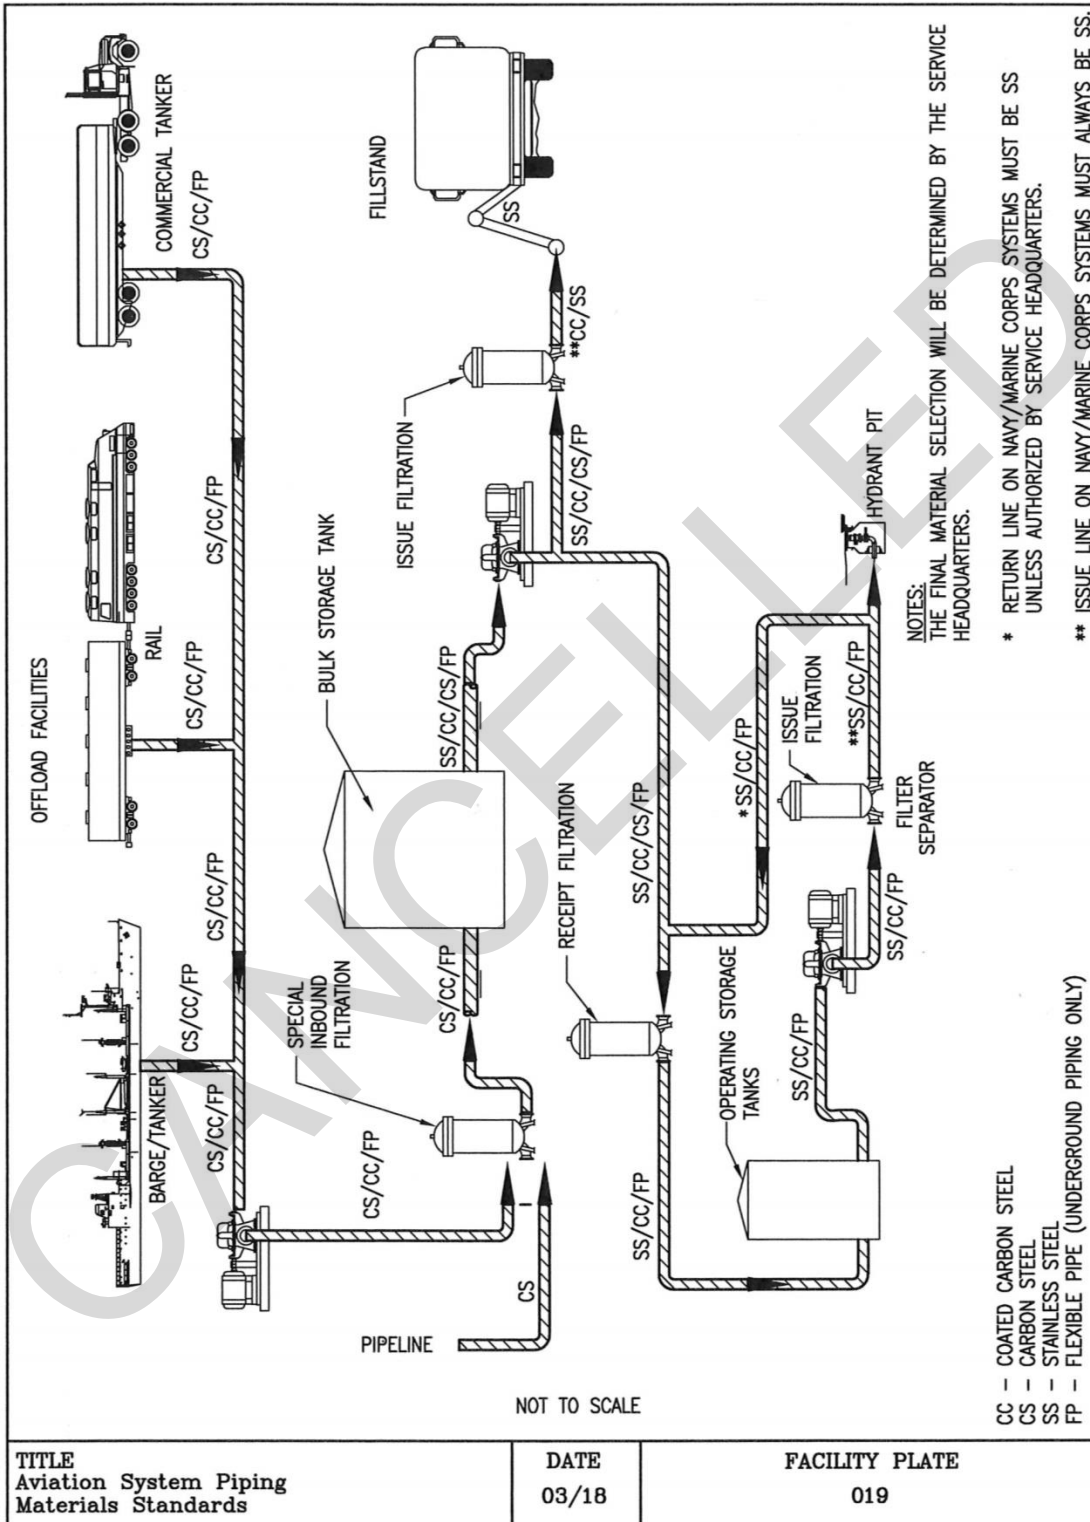 OFFLOAD FACILITIES
BARGE/TANKER
RAIL
COMMERCIAL TANKER
CS/CC/FP
CS/CC/FP
CS/CC/FP
CS/CC/FP
CS/CC/FP
CS/CC/FP
CS/CC/FP
SPECIAL
INBOUND
FILTRATION
BULK STORAGE TANK
FILLSTAND
ISSUE FILTRATION
PIPELINE
CS
CS/CC/FP
SS/CC/CS/FP
SS/CC/CS/FP
**CC/SS
SS
RECEIPT FILTRATION
SS/CC/CS/FP
SS/CC/FP
OPERATING STORAGE
TANKS
SS/CC/FP
SS/CC/FP
*SS/CC/FP
ISSUE
FILTRATION
**SS/CC/FP
FILTER
SEPARATOR
HYDRANT PIT
NOTES:
THE FINAL MATERIAL SELECTION WILL BE DETERMINED BY THE SERVICE
HEADQUARTERS.
* RETURN LINE ON NAVY/MARINE CORPS SYSTEMS MUST BE SS
UNLESS AUTHORIZED BY SERVICE HEADQUARTERS.
** ISSUE LINE ON NAVY/MARINE CORPS SYSTEMS MUST ALWAYS BE SS.
CC - COATED CARBON STEEL
CS - CARBON STEEL
SS - STAINLESS STEEL
FP - FLEXIBLE PIPE (UNDERGROUND PIPING ONLY)
NOT TO SCALE
CANCELLED
TITLE
Aviation System Piping
Materials Standards
DATE
03/18
FACILITY PLATE
019